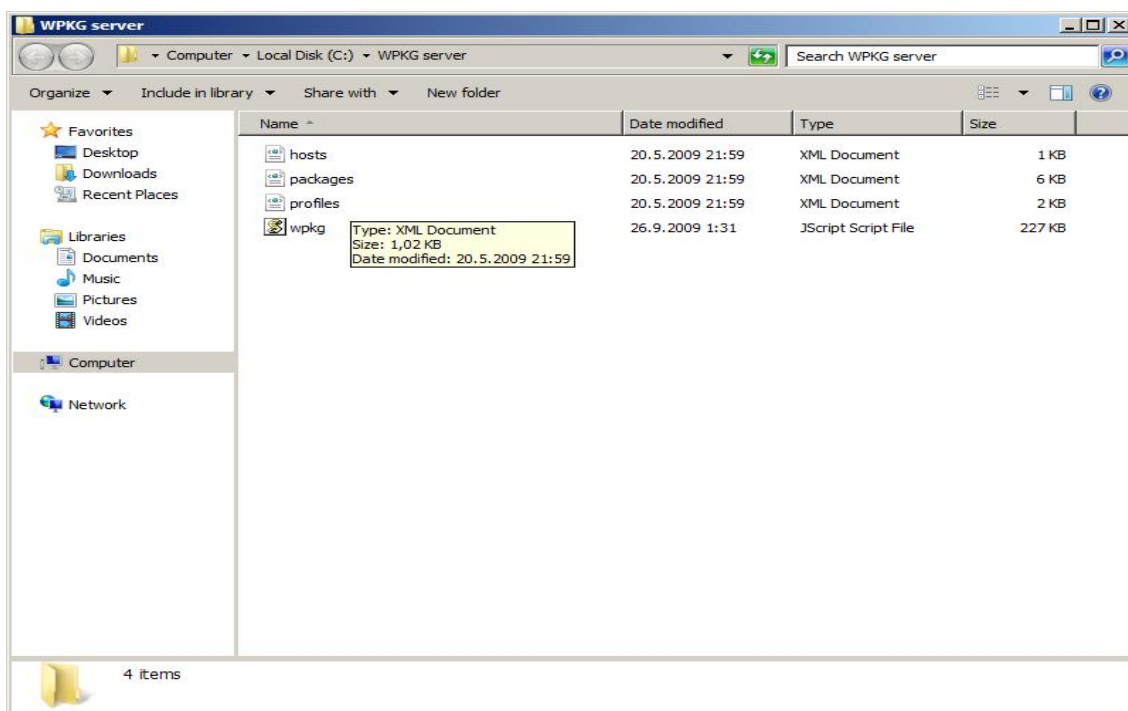 WPKG server
Computer Local Disk (C:) WPKG server Search WPKG server
Organize Include in library Share with New folder
Favorites
Desktop
Downloads
Recent Places
Libraries
Documents
Music
Pictures
Videos
Computer
Network
Name Date modified Type Size
hosts 20.5.2009 21:59 XML Document 1 KB
packages 20.5.2009 21:59 XML Document 6 KB
profiles 20.5.2009 21:59 XML Document 2 KB
wpkg 26.9.2009 1:31 JScript Script File 227 KB
Type: XML Document
Size: 1,02 KB
Date modified: 20.5.2009 21:59
4 items